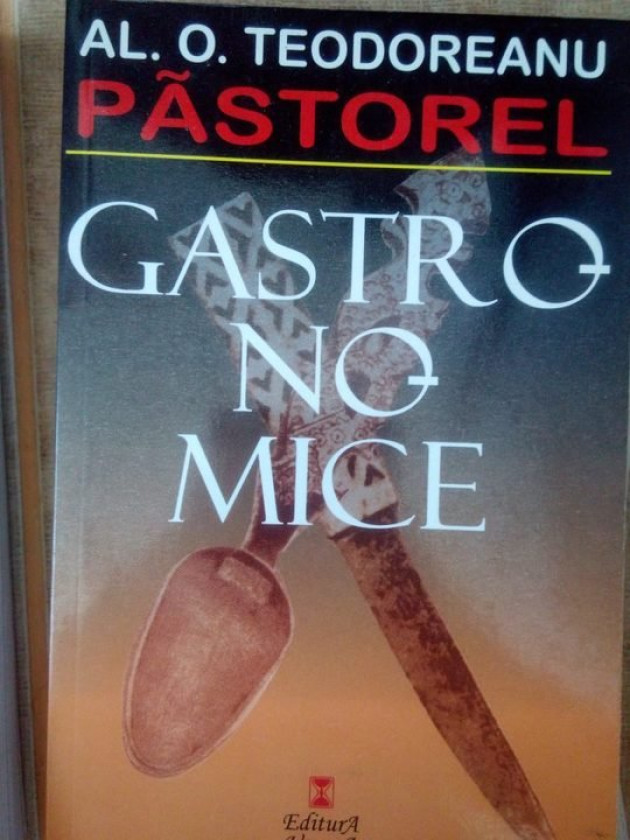 AL. O. TEODOREANU
PÃSTOREL
GASTRO-
NO-
MICE
EditurA